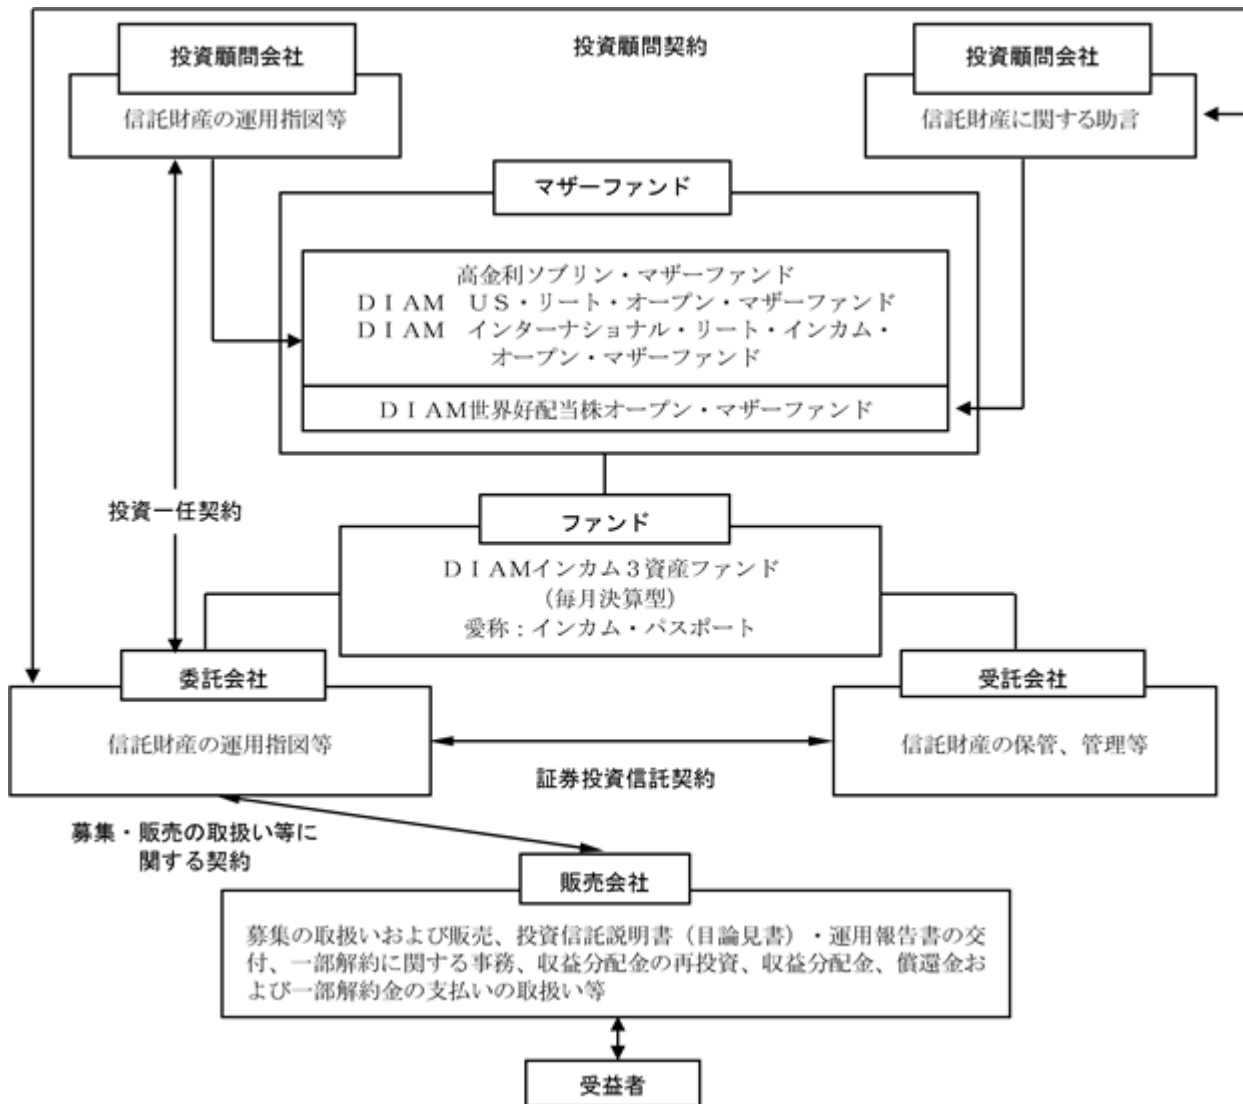 投資顧問契約
投資顧問会社
信託財産の運用指図等
投資顧問会社
信託財産に関する助言
マザーファンド
高金利ソブリン・マザーファンド
ＤＩＡＭ　ＵＳ・リート・オープン・マザーファンド
ＤＩＡＭ　インターナショナル・リート・インカム・
オープン・マザーファンド
ＤＩＡＭ世界好配当株オープン・マザーファンド
投資一任契約
ファンド
ＤＩＡＭインカム３資産ファンド
（毎月決算型）
愛称：インカム・パスポート
委託会社
信託財産の運用指図等
受託会社
信託財産の保管、管理等
証券投資信託契約
募集・販売の取扱い等に
関する契約
販売会社
募集の取扱いおよび販売、投資信託説明書（目論見書）・運用報告書の交
付、一部解約に関する事務、収益分配金の再投資、収益分配金、償還金お
よび一部解約金の支払いの取扱い等
受益者